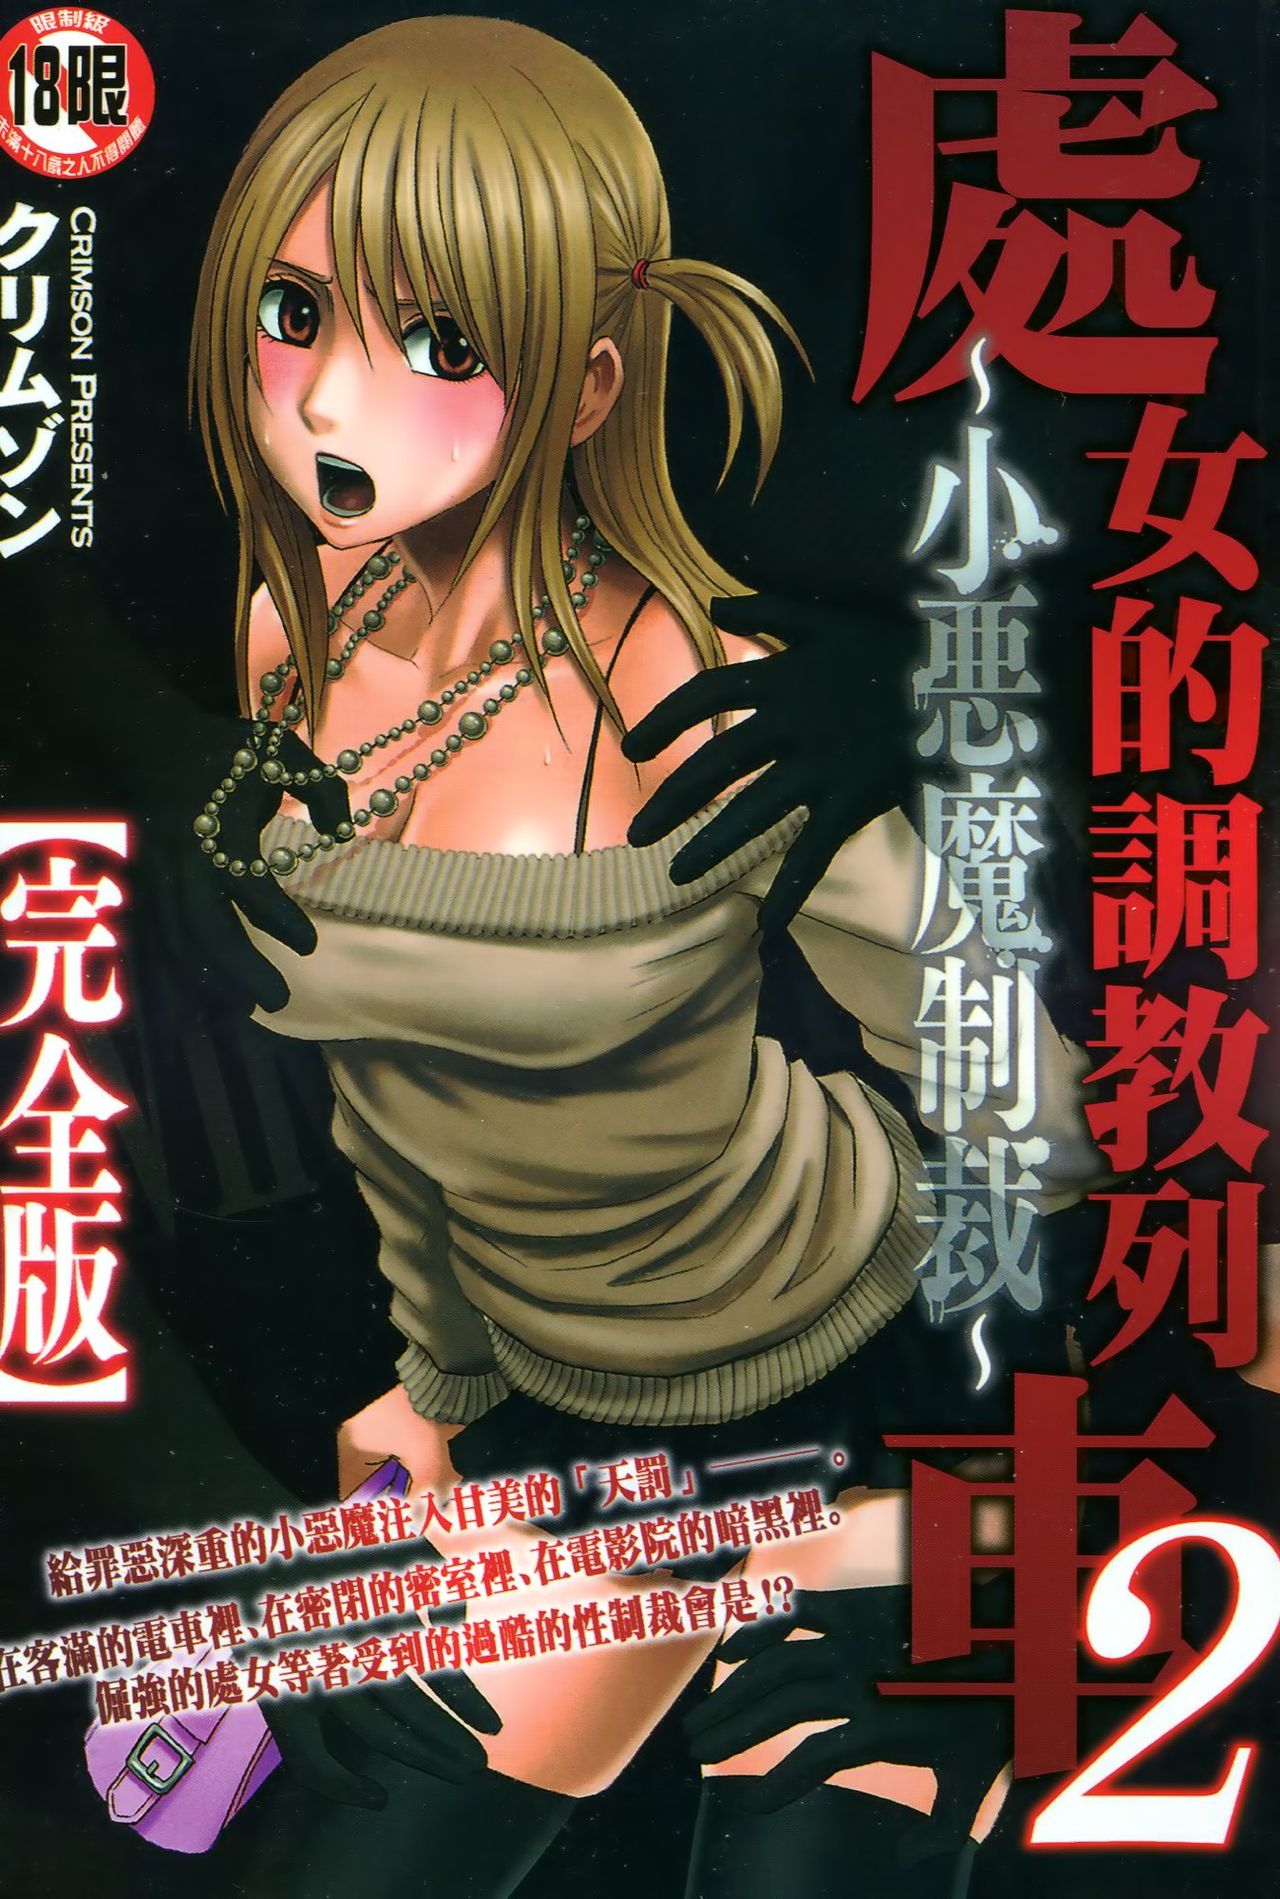 限制級
18限
未滿十八歲之人不得閱聽
CRIMSON PRESENTS
クリムゾン
處女的調教列車2
~小悪魔制裁~
【完全版】
給罪惡深重的小惡魔注入甘美的「天罰」——。
在客滿的電車裡、在密閉的密室裡、在電影院的暗黑裡。
倔強的處女等著受到的過酷的性制裁會是!?